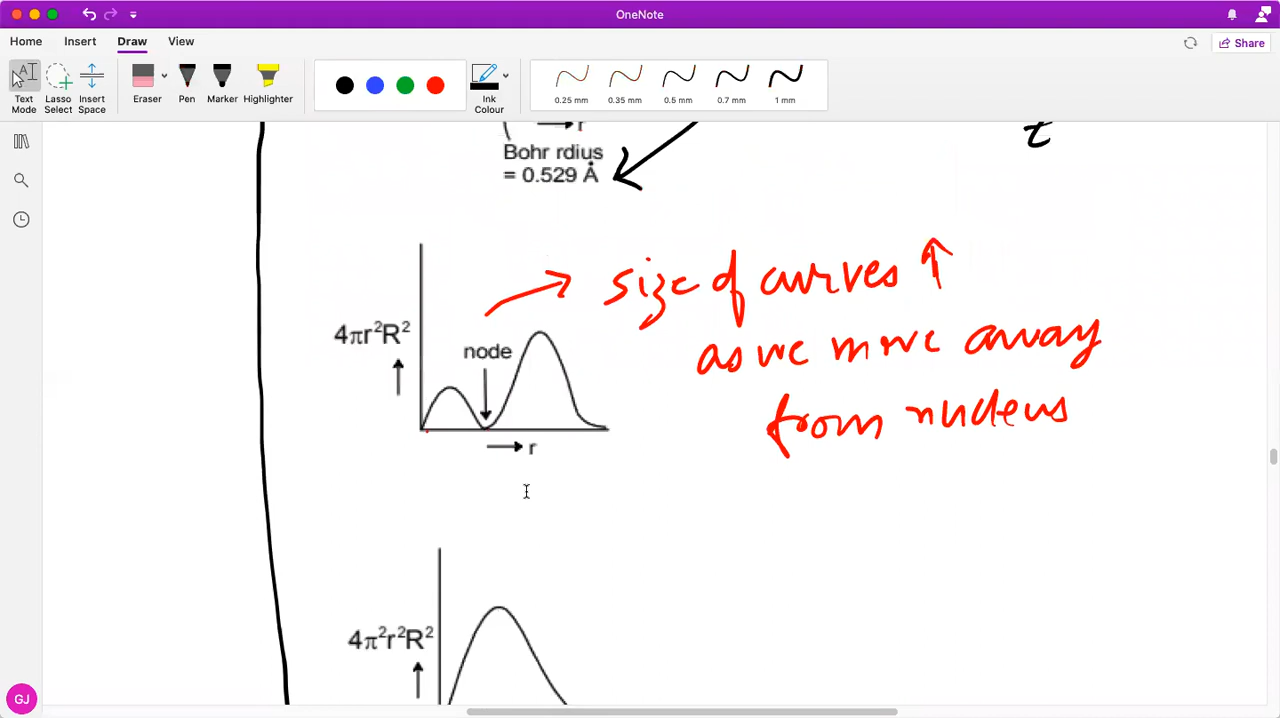 OneNote
Home Insert Draw View
Share
Text Mode
Lasso Select
Insert Space
Eraser
Pen
Marker
Highlighter
Ink Colour
0.25 mm
0.35 mm
0.5 mm
0.7 mm
1 mm
r
t
Bohr rdius
= 0.529 Å
size of curves ↑
as we move away
from nucleus
4πr²R²
node
r
4π²r²R²
GJ